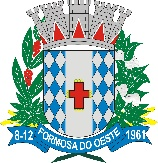 8-12 FORMOSA DO OESTE 1961